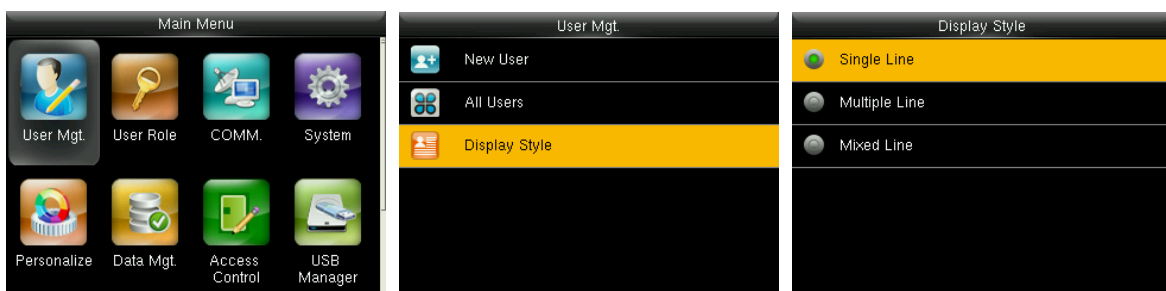 Main Menu
User Mgt.
User Role
COMM.
System
Personalize
Data Mgt.
Access
Control
USB
Manager
User Mgt.
New User
All Users
Display Style
Display Style
Single Line
Multiple Line
Mixed Line